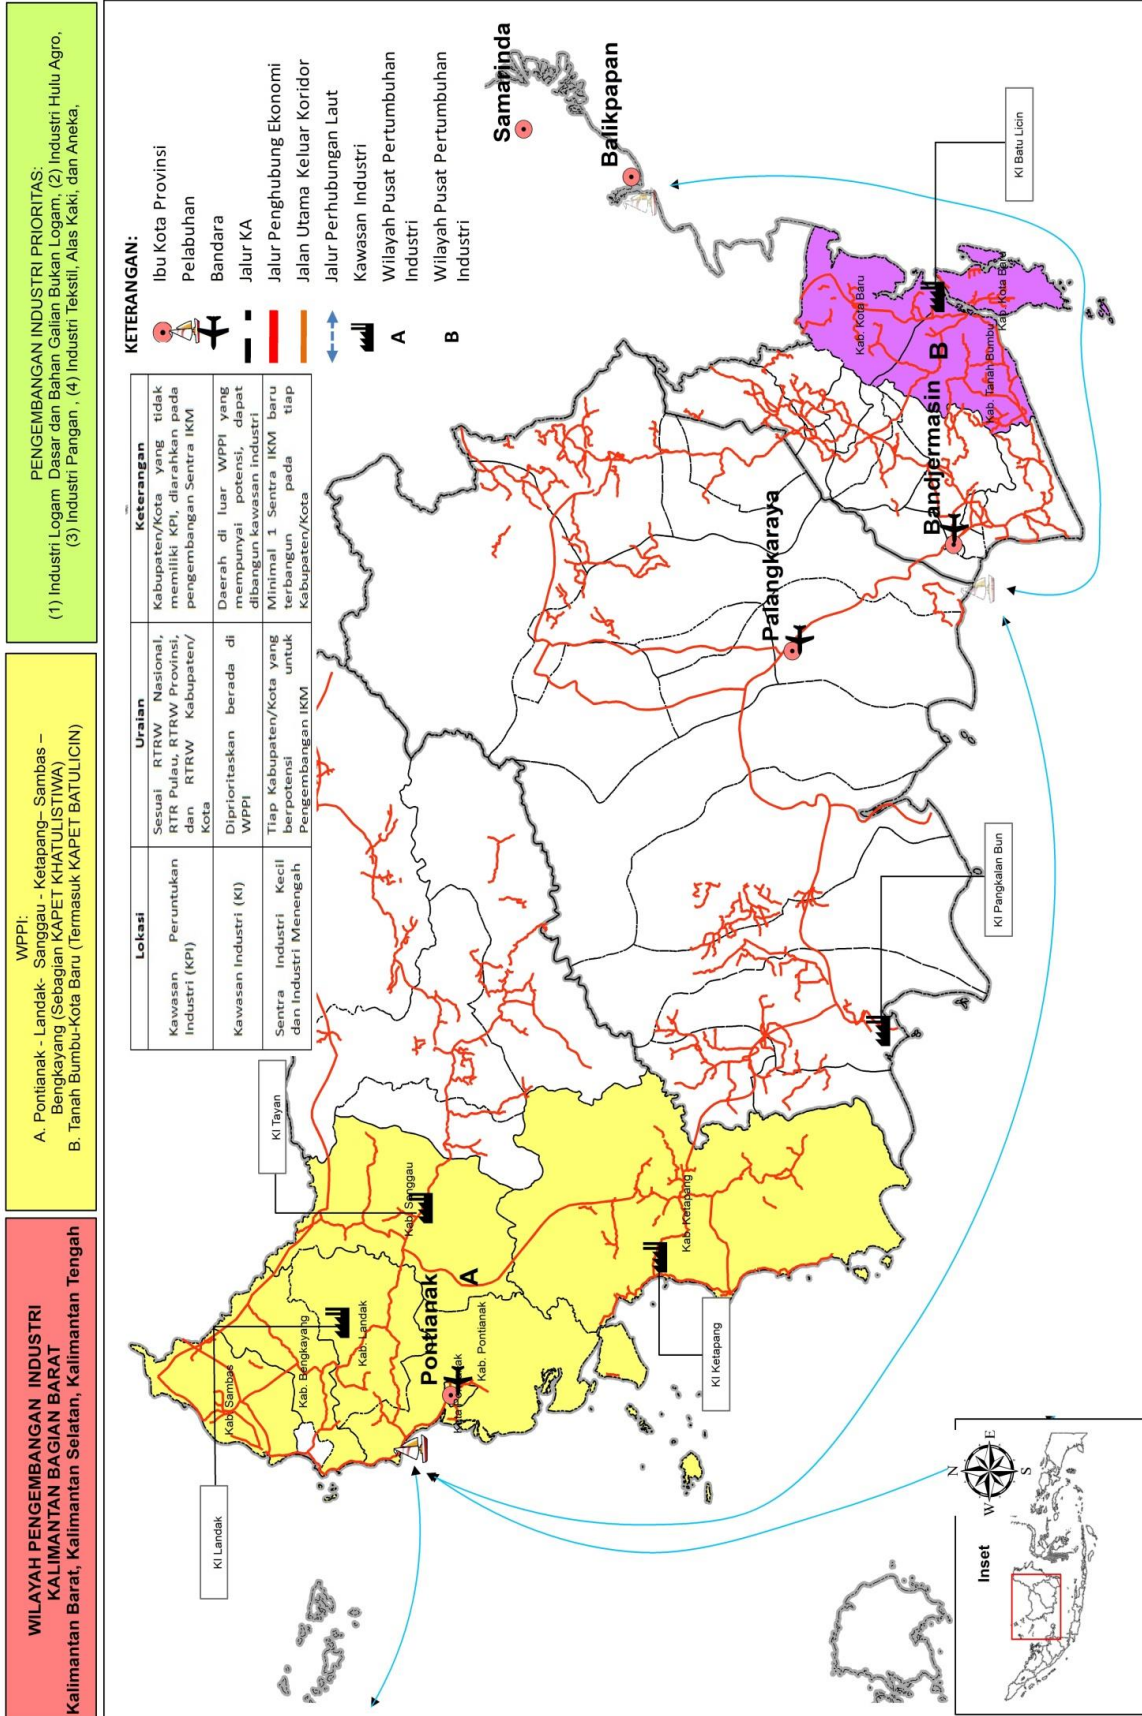 WILAYAH PENGEMBANGAN INDUSTRI
KALIMANTAN BAGIAN BARAT
Kalimantan Barat, Kalimantan Selatan, Kalimantan Tengah
WPPI:
A. Pontianak - Landak- Sanggau - Ketapang– Sambas –
Bengkayang (Sebagian KAPET KHATULISTIWA)
B. Tanah Bumbu-Kota Baru (Termasuk KAPET BATULICIN)
PENGEMBANGAN INDUSTRI PRIORITAS:
(1) Industri Logam Dasar dan Bahan Galian Bukan Logam, (2) Industri Hulu Agro,
(3) Industri Pangan , (4) Industri Tekstil, Alas Kaki, dan Aneka,
Lokasi
Uraian
Keterangan
Kawasan Peruntukan
Industri (KPI)
Sesuai RTRW Nasional,
RTR Pulau, RTRW Provinsi,
dan RTRW Kabupaten/
Kota
Kabupaten/Kota yang tidak
memiliki KPI, diarahkan pada
pengembangan Sentra IKM
Kawasan Industri (KI)
Diprioritaskan berada di
WPPI
Daerah di luar WPPI yang
mempunyai potensi, dapat
dibangun kawasan industri
Sentra Industri Kecil
dan Industri Menengah
Tiap Kabupaten/Kota yang
berpotensi untuk
Pengembangan IKM
Minimal 1 Sentra IKM baru
terbangun pada tiap
Kabupaten/Kota
KETERANGAN:
Ibu Kota Provinsi
Pelabuhan
Bandara
Jalur KA
Jalur Penghubung Ekonomi
Jalan Utama Keluar Koridor
Jalur Perhubungan Laut
Kawasan Industri
A
Wilayah Pusat Pertumbuhan
Industri
B
Wilayah Pusat Pertumbuhan
Industri
Samarinda
Balikpapan
KI Tayan
KI Landak
Kab. Sambas
Kab. Bengkayang
Kab. Landak
Kab. Sanggau
Pontianak
A
Kab. Pontianak
Kab. Ketapang
KI Ketapang
Palangkaraya
Bandjermasin
B
Kab. Kota Baru
Kab. Tanah Bumbu
Kab. Kota Baru
KI Batu Licin
KI Pangkalan Bun
Inset
N
W
E
S